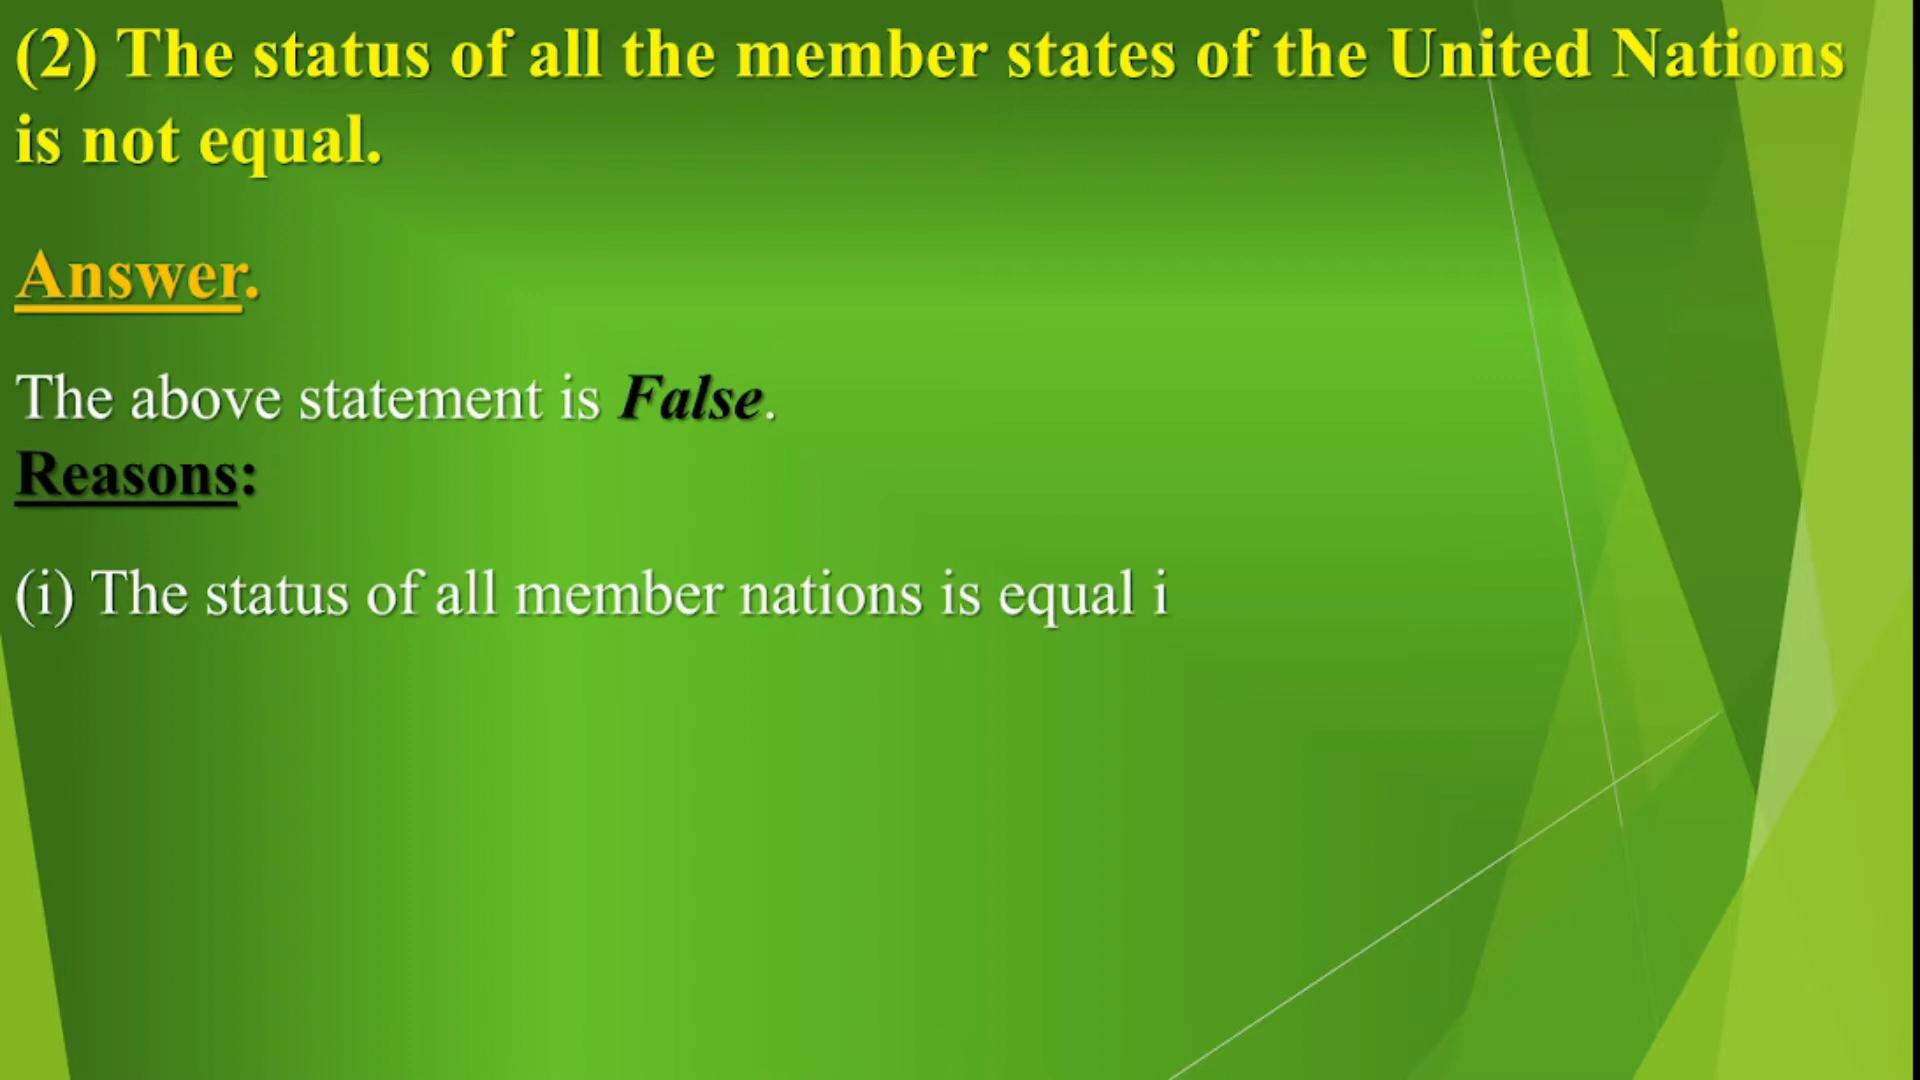 (2) The status of all the member states of the United Nations
is not equal.
Answer.
The above statement is False.
Reasons:
(i) The status of all member nations is equal i